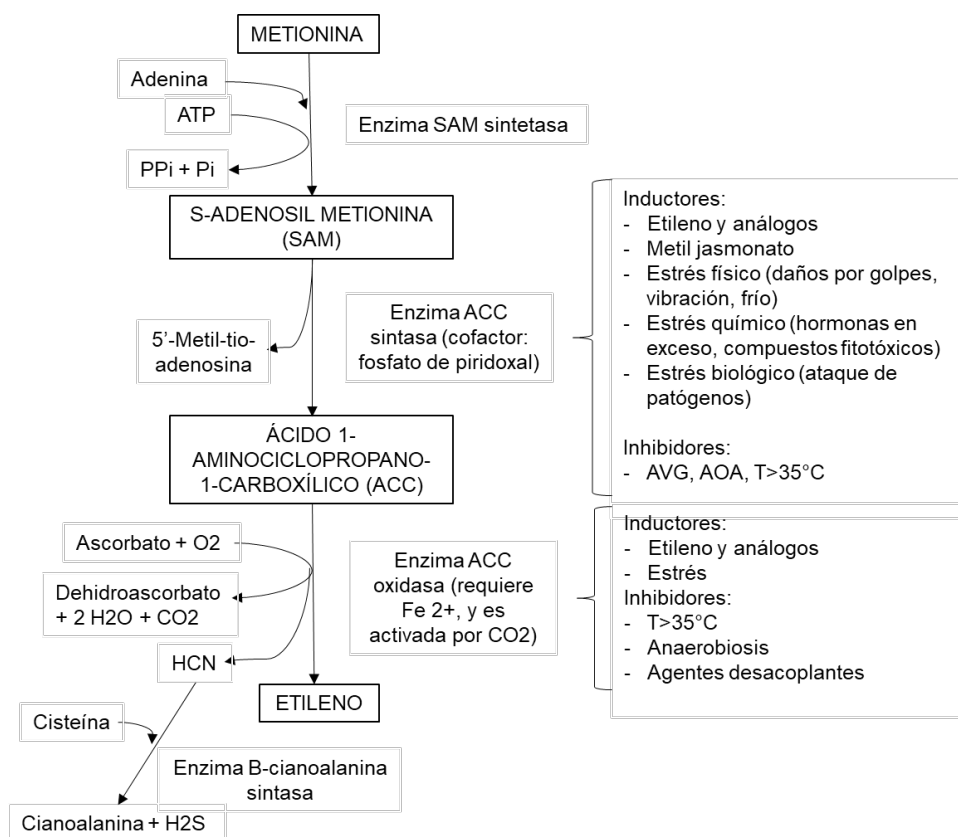 METIONINA
Adenina
ATP
Enzima SAM sintetasa
PPi + Pi
S-ADENOSIL METIONINA
(SAM)
Inductores:
- Etileno y análogos
- Metil jasmonato
- Estrés físico (daños por golpes,
vibración, frío)
- Estrés químico (hormonas en
exceso, compuestos fitotóxicos)
- Estrés biológico (ataque de
patógenos)
Inhibidores:
- AVG, AOA, T>35°C
Enzima ACC
sintasa (cofactor:
fosfato de piridoxal)
5’-Metil-tio-
adenosina
ÁCIDO 1-
AMINOCICLOPROPANO-
1-CARBOXÍLICO (ACC)
Ascorbato + O2
Enzima ACC
oxidasa (requiere
Fe 2+, y es
activada por CO2)
Inductores:
- Etileno y análogos
- Estrés
Inhibidores:
- T>35°C
- Anaerobiosis
- Agentes desacoplantes
Dehidroascorbato
+ 2 H2O + CO2
HCN
ETILENO
Cisteína
Enzima B-cianoalanina
sintasa
Cianoalanina + H2S